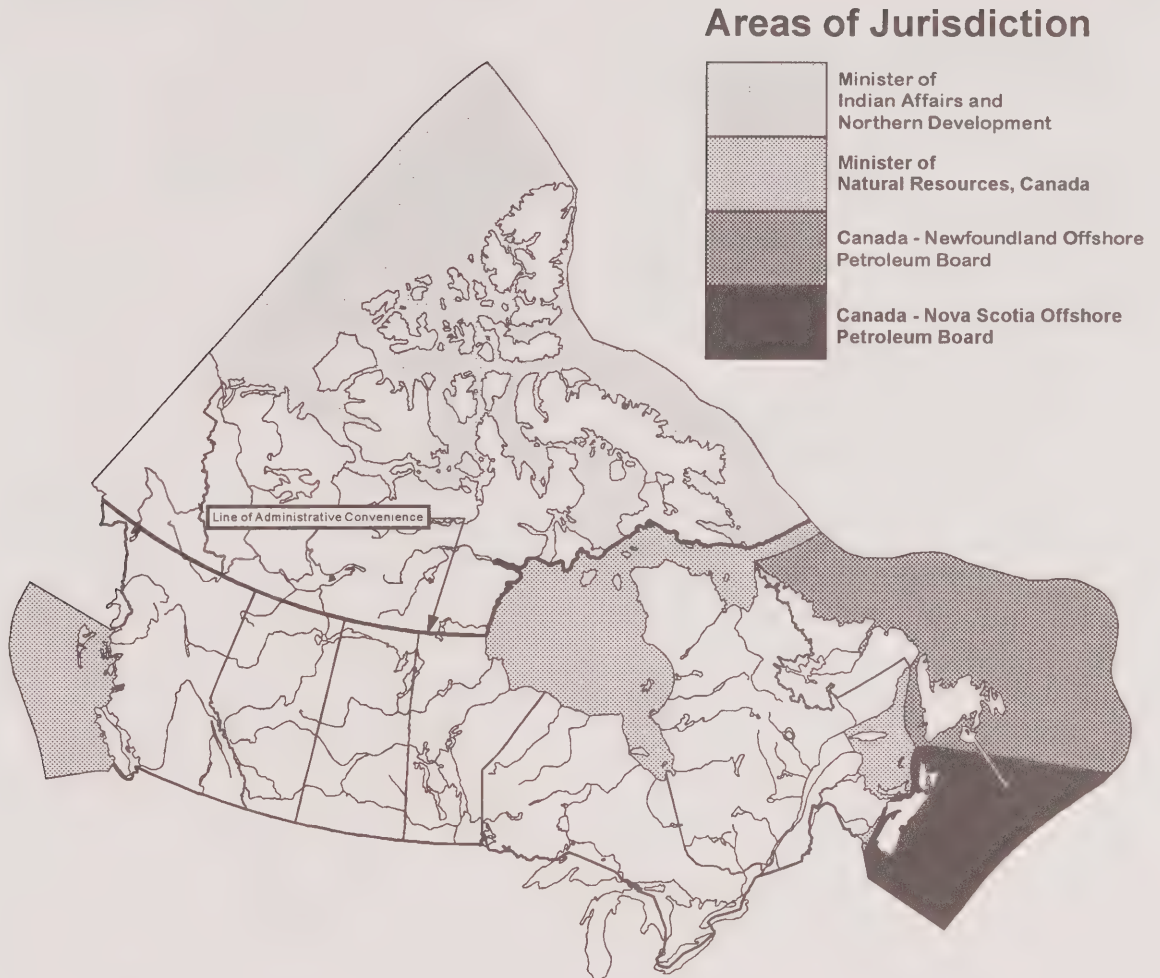 Areas of Jurisdiction
Minister of
Indian Affairs and
Northern Development
Minister of
Natural Resources, Canada
Canada - Newfoundland Offshore
Petroleum Board
Canada - Nova Scotia Offshore
Petroleum Board
Line of Administrative Convenience